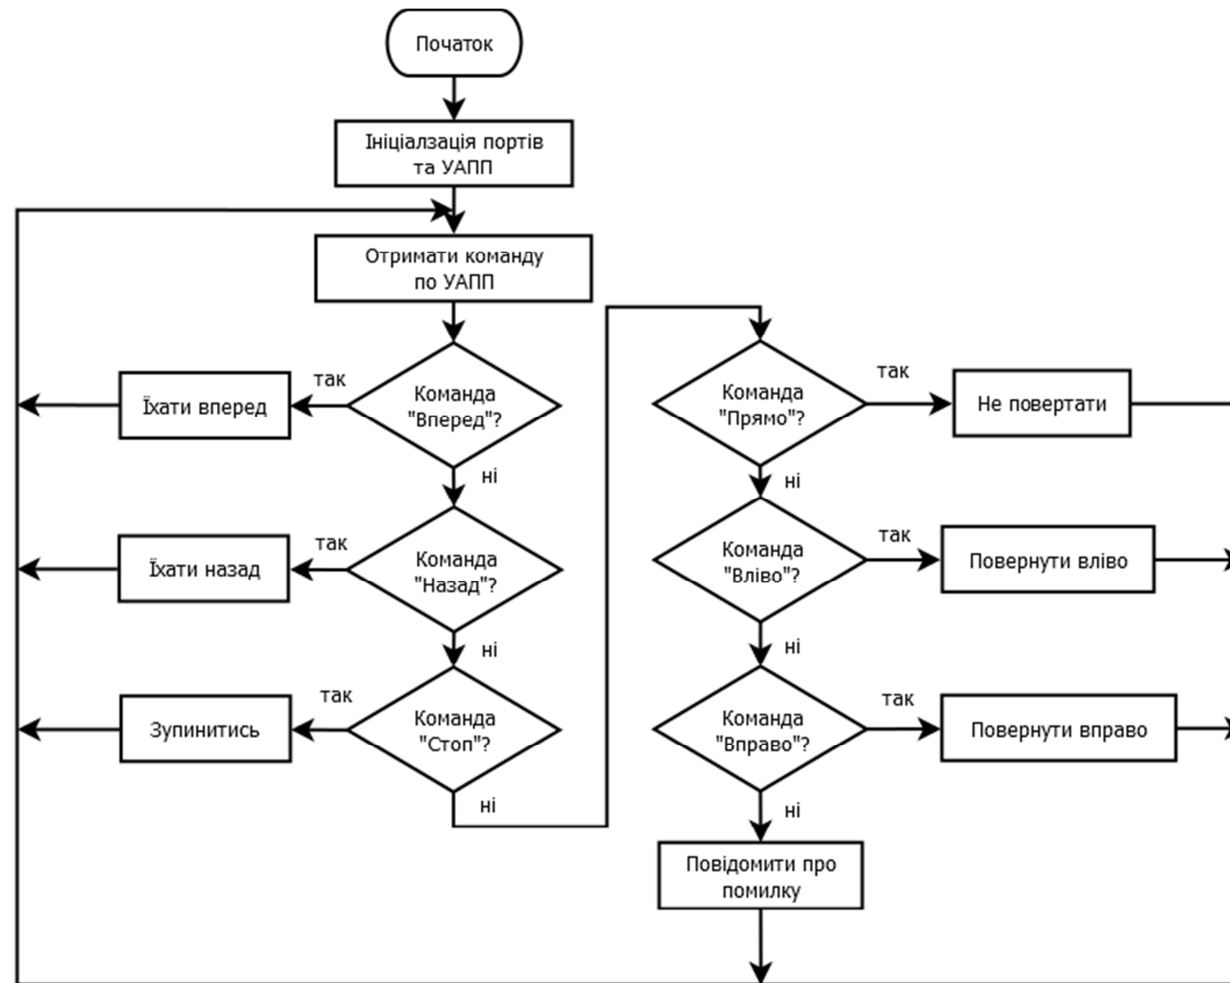 Початок
Ініціалзація портів
та УАПП
Отримати команду
по УАПП
Команда
"Вперед"?
так
Їхати вперед
ні
Команда
"Назад"?
так
Їхати назад
ні
Команда
"Стоп"?
так
Зупинитись
ні
Команда
"Прямо"?
так
Не повертати
ні
Команда
"Вліво"?
так
Повернути вліво
ні
Команда
"Вправо"?
так
Повернути вправо
ні
Повідомити про
помилку